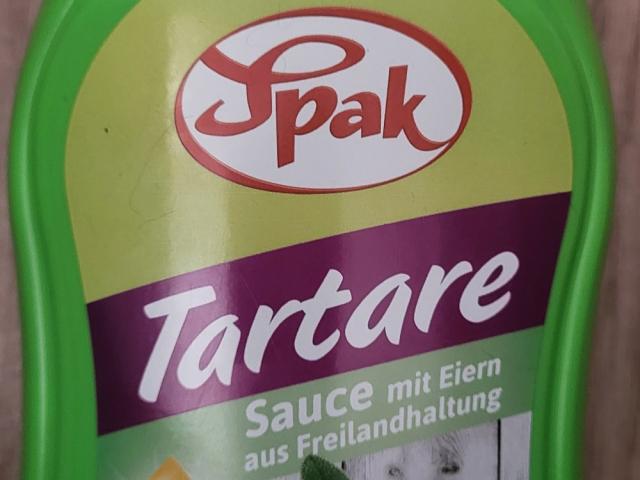 Spak
Tartare
Sauce mit Eiern
aus Freilandhaltung